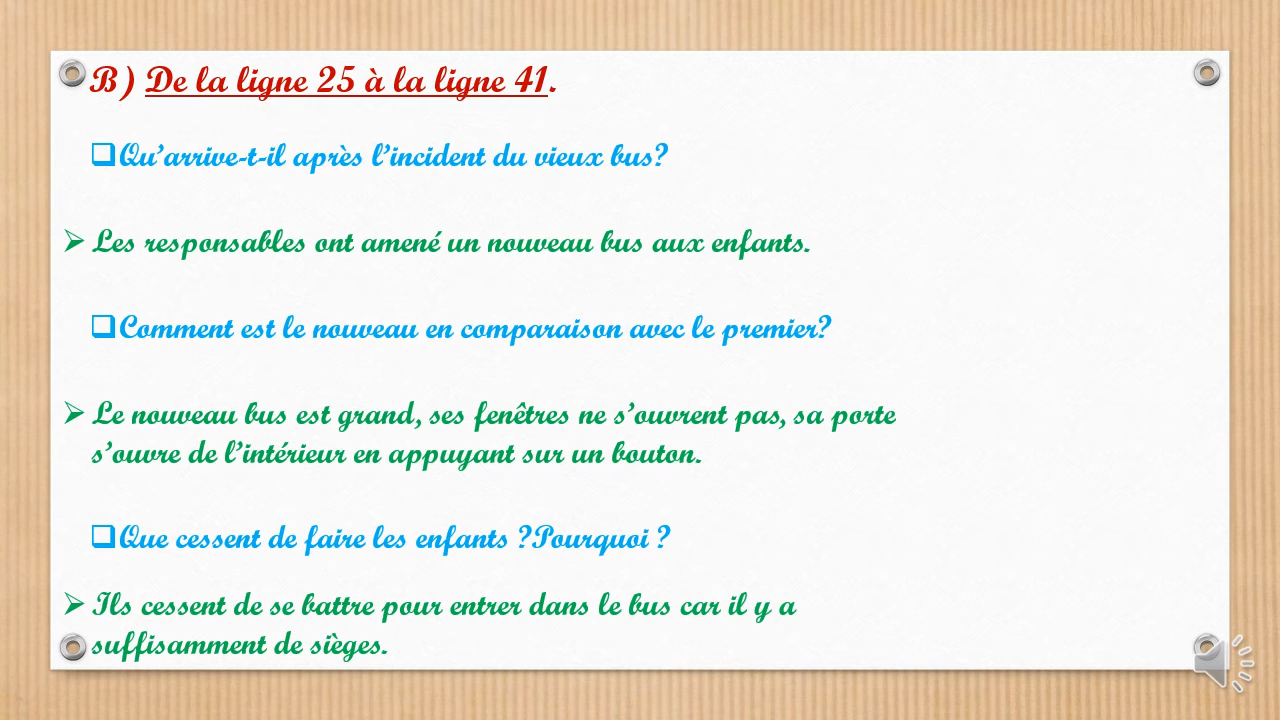 B) De la ligne 25 à la ligne 41.
❑Qu’arrive-t-il après l’incident du vieux bus?
➢ Les responsables ont amené un nouveau bus aux enfants.
❑Comment est le nouveau en comparaison avec le premier?
➢ Le nouveau bus est grand, ses fenêtres ne s’ouvrent pas, sa porte
s’ouvre de l’intérieur en appuyant sur un bouton.
❑Que cessent de faire les enfants ?Pourquoi ?
➢ Ils cessent de se battre pour entrer dans le bus car il y a
suffisamment de sièges.